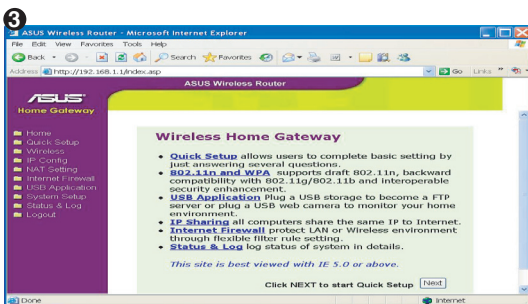 3
ASUS Wireless Router - Microsoft Internet Explorer
File Edit View Favorites Tools Help
Back Search Favorites
Address http://192.168.1.1/index.asp Go Links »
ASUS Wireless Router
ASUS
Home Gateway
Home
Quick Setup
Wireless
IP Config
NAT Setting
Internet Firewall
USB Application
System Setup
Status & Log
Logout
Wireless Home Gateway
Quick Setup allows users to complete basic setting by
just answering several questions.
802.11n and WPA supports draft 802.11n, backward
compatibility with 802.11g/802.11b and interoperable
security enhancement.
USB Application Plug a USB storage to become a FTP
server or plug a USB web camera to monitor your home
environment.
IP Sharing all computers share the same IP to Internet.
Internet Firewall protect LAN or Wireless environment
through flexible filter rule setting.
Status & Log log status of system in details.
This site is best viewed with IE 5.0 or above.
Click NEXT to start Quick Setup Next
Done Internet